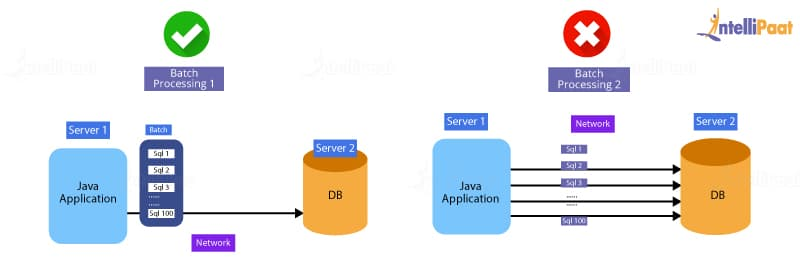 IntelliPaat
Batch
Processing 1
Server 1
Batch
Sql 1
Sql 2
Sql 3
.....
.....
Sql 100
Java
Application
Server 2
DB
Network
Batch
Processing 2
Network
Server 1
Server 2
Sql 1
Sql 2
Sql 3
.....
.....
Sql 100
Java
Application
DB